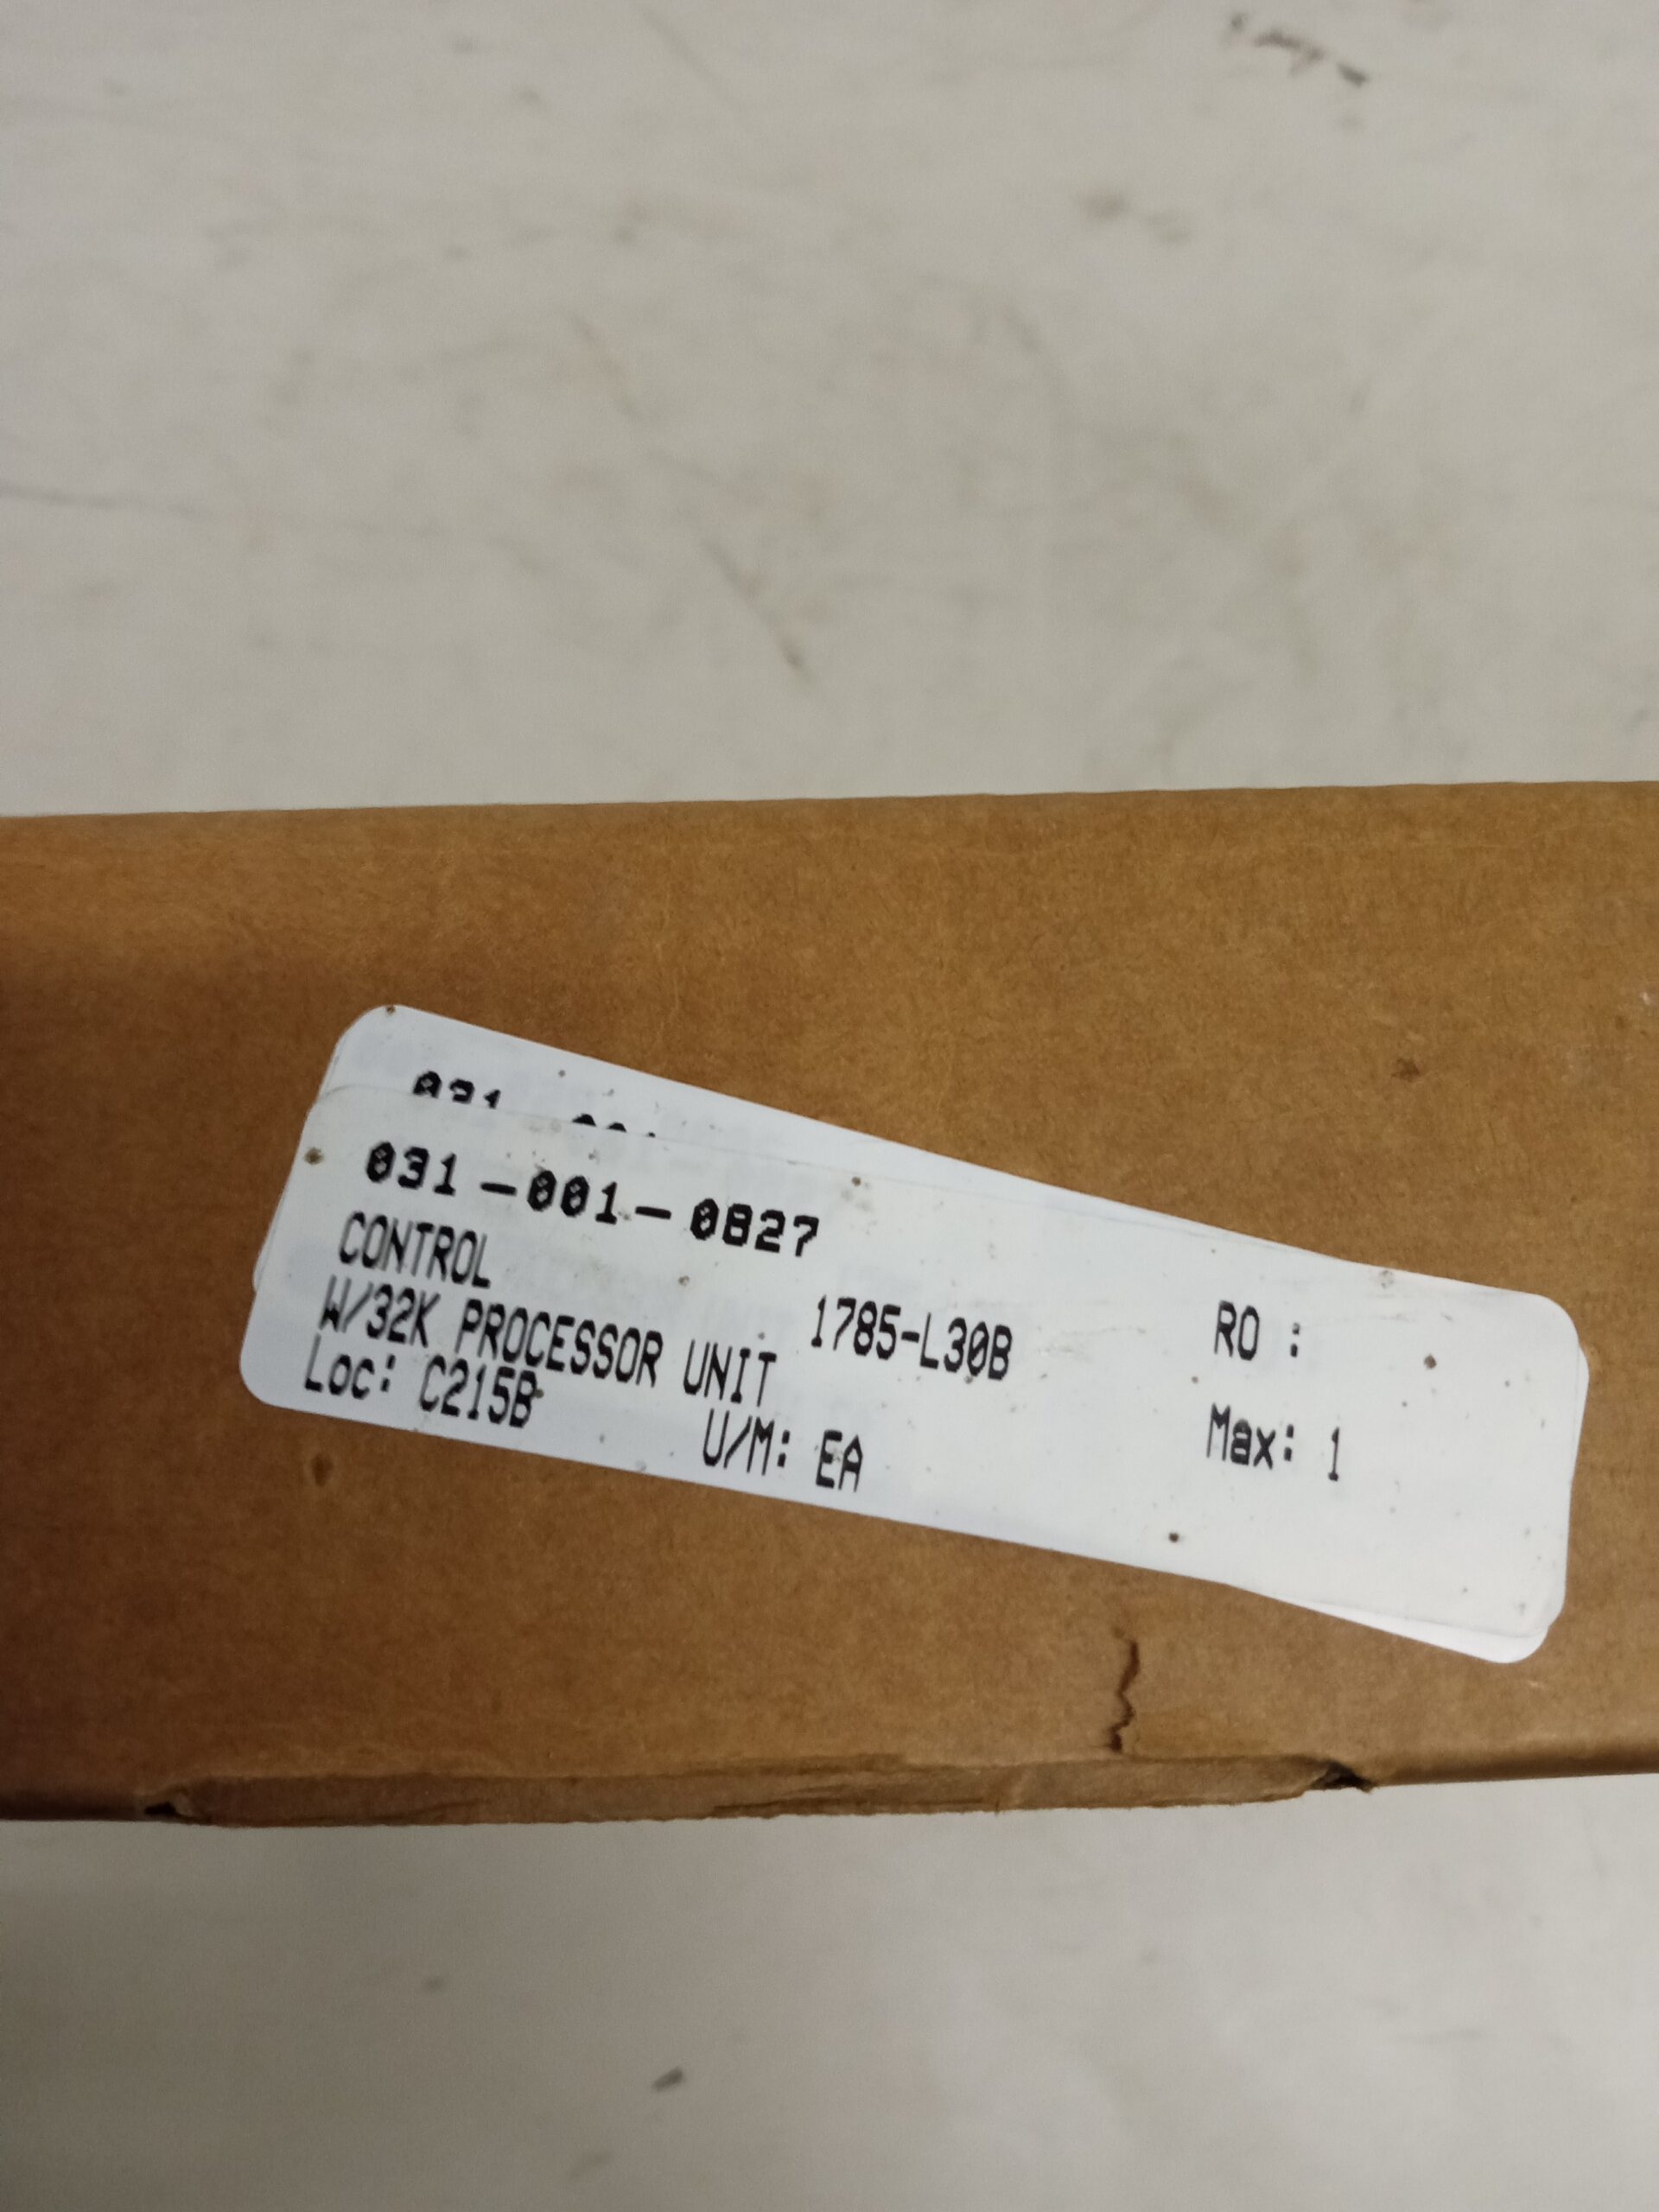 031-001-0827
CONTROL
W/32K PROCESSOR UNIT 1785-L30B RO :
Loc: C215B U/M: EA Max: 1